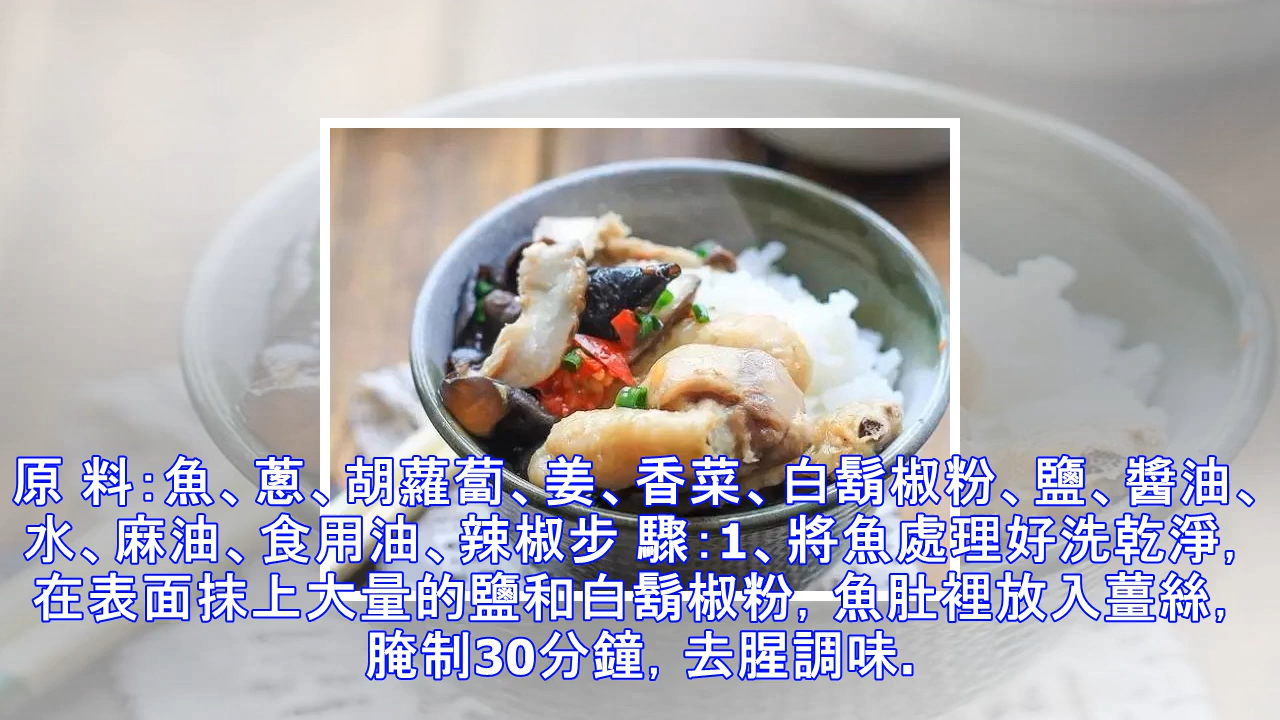 原 料:魚、蔥、胡蘿蔔、姜、香菜、白鬍椒粉、鹽、醬油、
水、麻油、食用油、辣椒步 驟:1、將魚處理好洗乾淨,
在表面抹上大量的鹽和白鬍椒粉, 魚肚裡放入薑絲,
腌制30分鐘, 去腥調味.